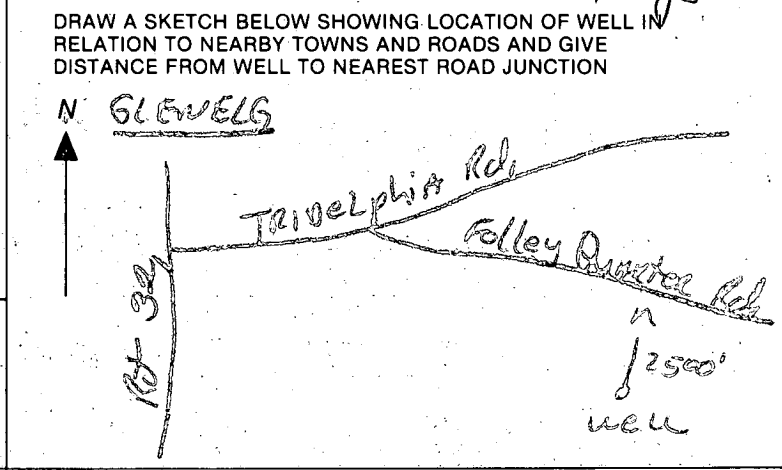 DRAW A SKETCH BELOW SHOWING LOCATION OF WELL IN
RELATION TO NEARBY TOWNS AND ROADS AND GIVE
DISTANCE FROM WELL TO NEAREST ROAD JUNCTION
N GLENELG
TRIDELPHIA Rd.
Folley Quarter Rd.
Rt 32
2500'
well